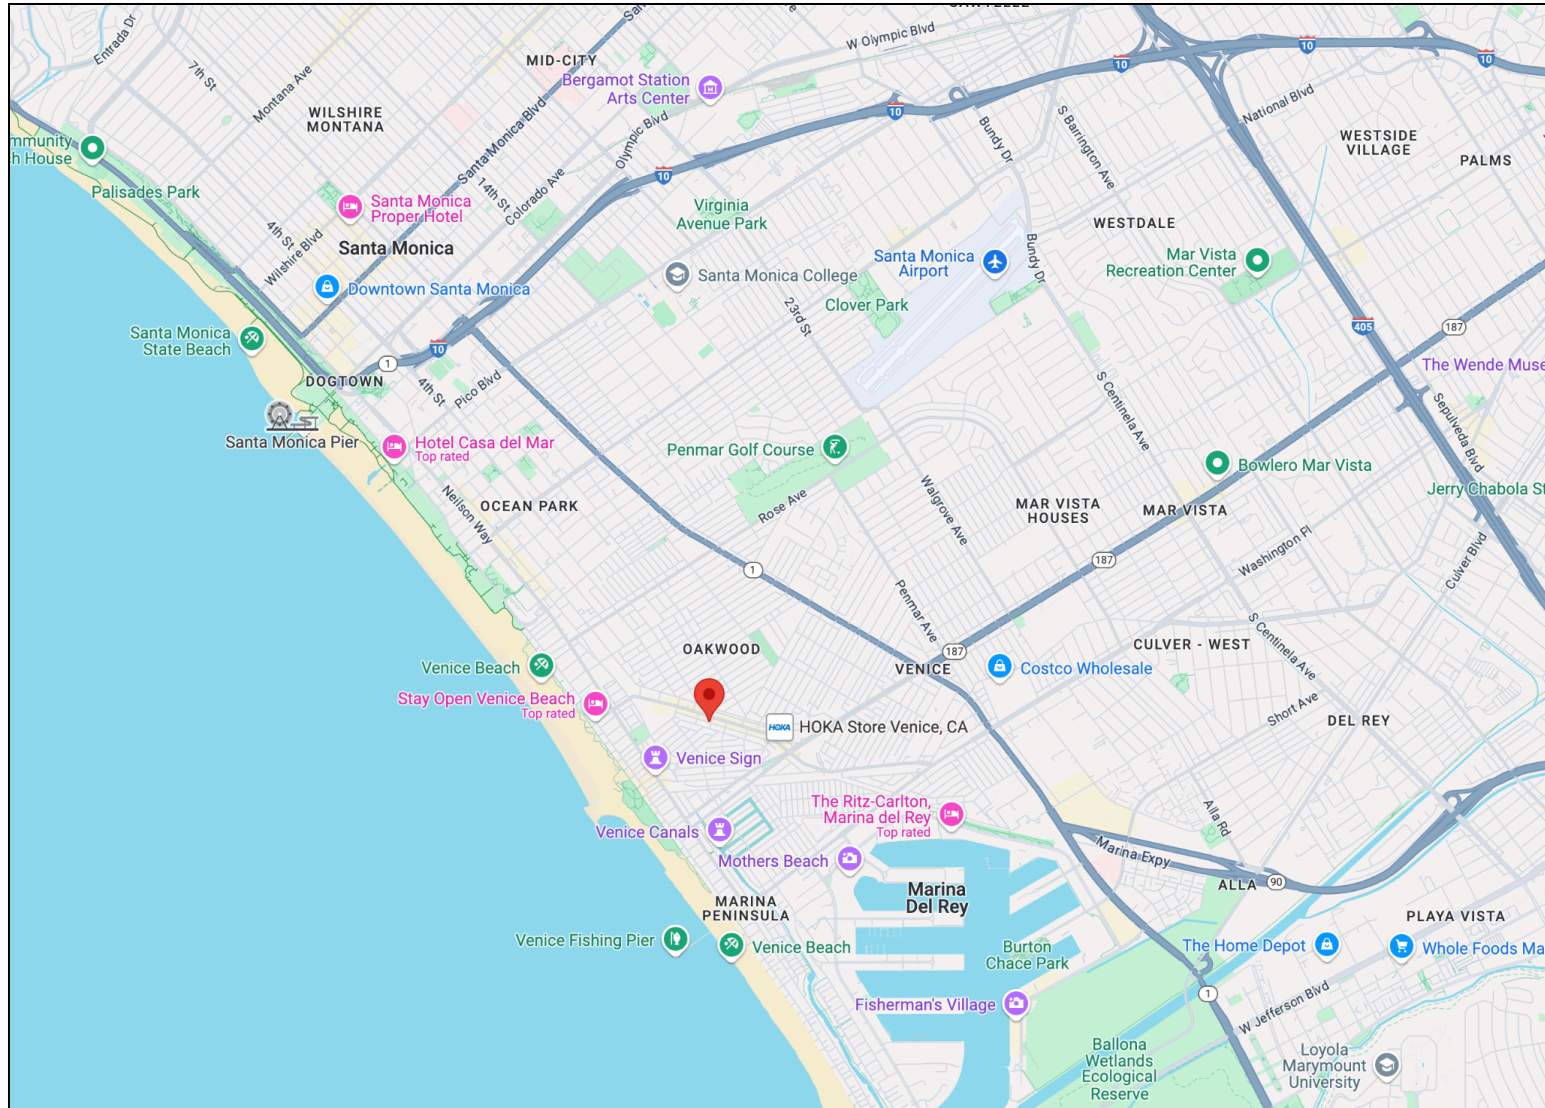 SAWTELLE
Entrada Dr
7th St
Montana Ave
MID-CITY
W Olympic Blvd
Bergamot Station
Arts Center
10
10
10
10
WILSHIRE
MONTANA
Santa Monica Blvd
Olympic Blvd
Bundy Dr
S Barrington Ave
National Blvd
WESTSIDE
VILLAGE
PALMS
mmunity
h House
Palisades Park
Santa Monica
Proper Hotel
14th St
Colorado Ave
10
Virginia
Avenue Park
WESTDALE
4th St
Wilshire Blvd
Santa Monica
Santa Monica College
Santa Monica
Airport
Bundy Dr
Mar Vista
Recreation Center
Downtown Santa Monica
23rd St
Clover Park
405
187
Santa Monica
State Beach
10
1
DOGTOWN
4th St
Pico Blvd
The Wende Muse
S Centinela Ave
Sepulveda Blvd
Santa Monica Pier
Hotel Casa del Mar
Top rated
Penmar Golf Course
Bowlero Mar Vista
Jerry Chabola St
Neilson Way
OCEAN PARK
Rose Ave
Walgrove Ave
MAR VISTA
HOUSES
MAR VISTA
1
187
Washington Pl
Culver Blvd
Penmar Ave
OAKWOOD
187
VENICE
Costco Wholesale
CULVER - WEST
S Centinela Ave
Venice Beach
Stay Open Venice Beach
Top rated
HOKA
HOKA Store Venice, CA
Short Ave
DEL REY
Venice Sign
The Ritz-Carlton,
Marina del Rey
Top rated
Alla Rd
Venice Canals
Mothers Beach
Marina Expy
Marina
Del Rey
ALLA
90
MARINA
PENINSULA
PLAYA VISTA
Venice Fishing Pier
Venice Beach
Burton
Chace Park
The Home Depot
Whole Foods Ma
Fisherman's Village
1
W Jefferson Blvd
Ballona
Wetlands
Ecological
Reserve
Loyola
Marymount
University